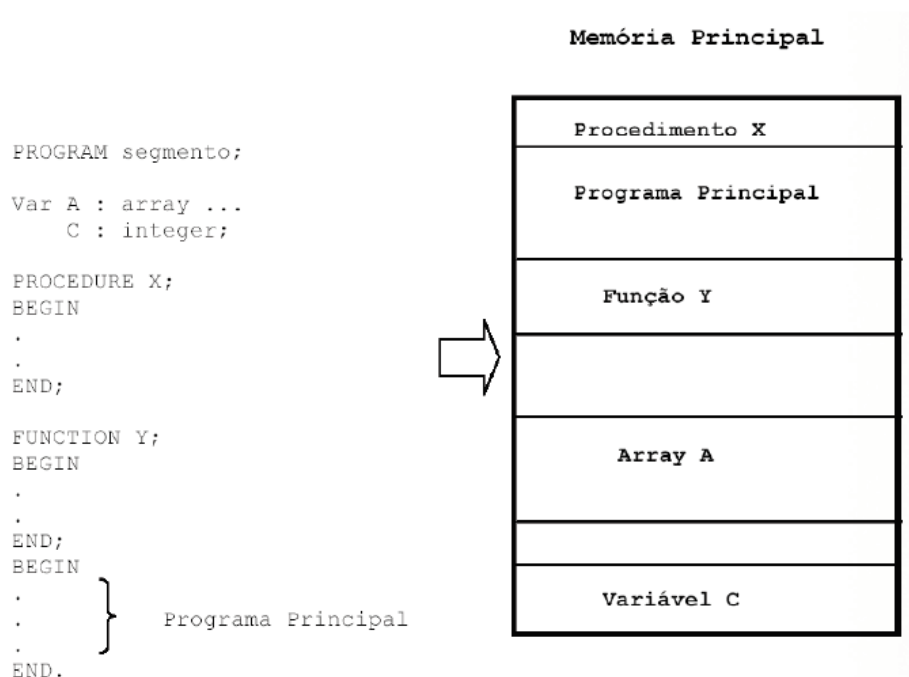 Memória Principal
PROGRAM segmento;
Var A : array ...
C : integer;
PROCEDURE X;
BEGIN
.
.
END;
FUNCTION Y;
BEGIN
.
.
END;
BEGIN
.
.
.
END.
Programa Principal
Procedimento X
Programa Principal
Função Y
Array A
Variável C